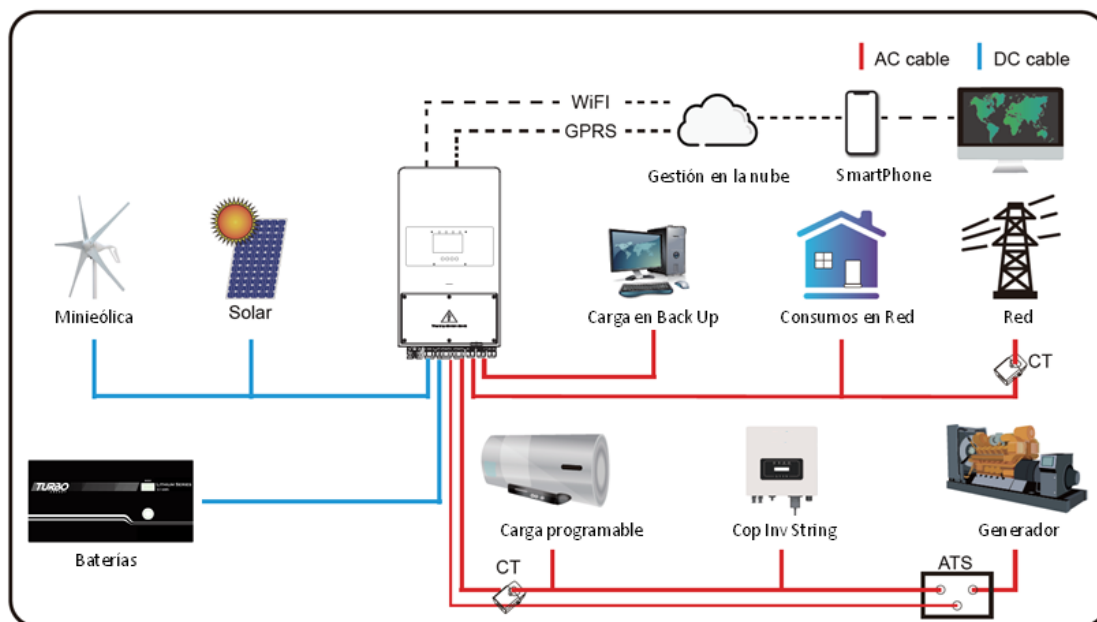 AC cable
DC cable
WiFI
GPRS
Gestión en la nube
SmartPhone
Minieólica
Solar
Carga en Back Up
Consumos en Red
Red
CT
TURBO
Carga programable
Cop Inv String
Generador
Baterías
CT
ATS